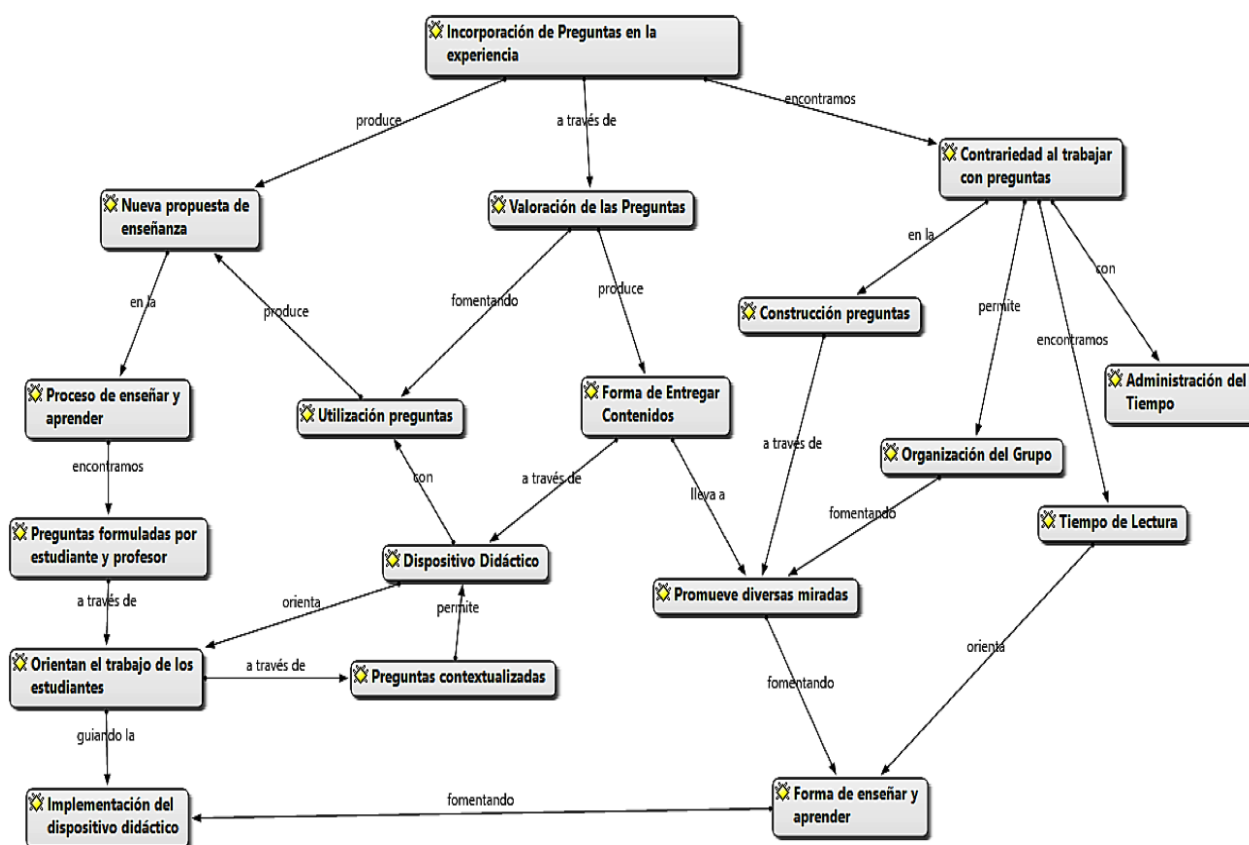 Incorporación de Preguntas en la
experiencia
encontramos
produce
a través de
Contrariedad al trabajar
con preguntas
Nueva propuesta de
enseñanza
Valoración de las Preguntas
en la
con
en la
fomentando
produce
permite
produce
Construcción preguntas
encontramos
Proceso de enseñar y
aprender
Utilización preguntas
Forma de Entregar
Contenidos
Administración del
Tiempo
encontramos
con
a través de
a través de
lleva a
Organización del Grupo
fomentando
Preguntas formuladas por
estudiante y profesor
Tiempo de Lectura
Dispositivo Didáctico
a través de
orienta
permite
Promueve diversas miradas
Orientan el trabajo de los
estudiantes
a través de
Preguntas contextualizadas
orienta
fomentando
guiando la
Implementación del
dispositivo didáctico
fomentando
Forma de enseñar y
aprender